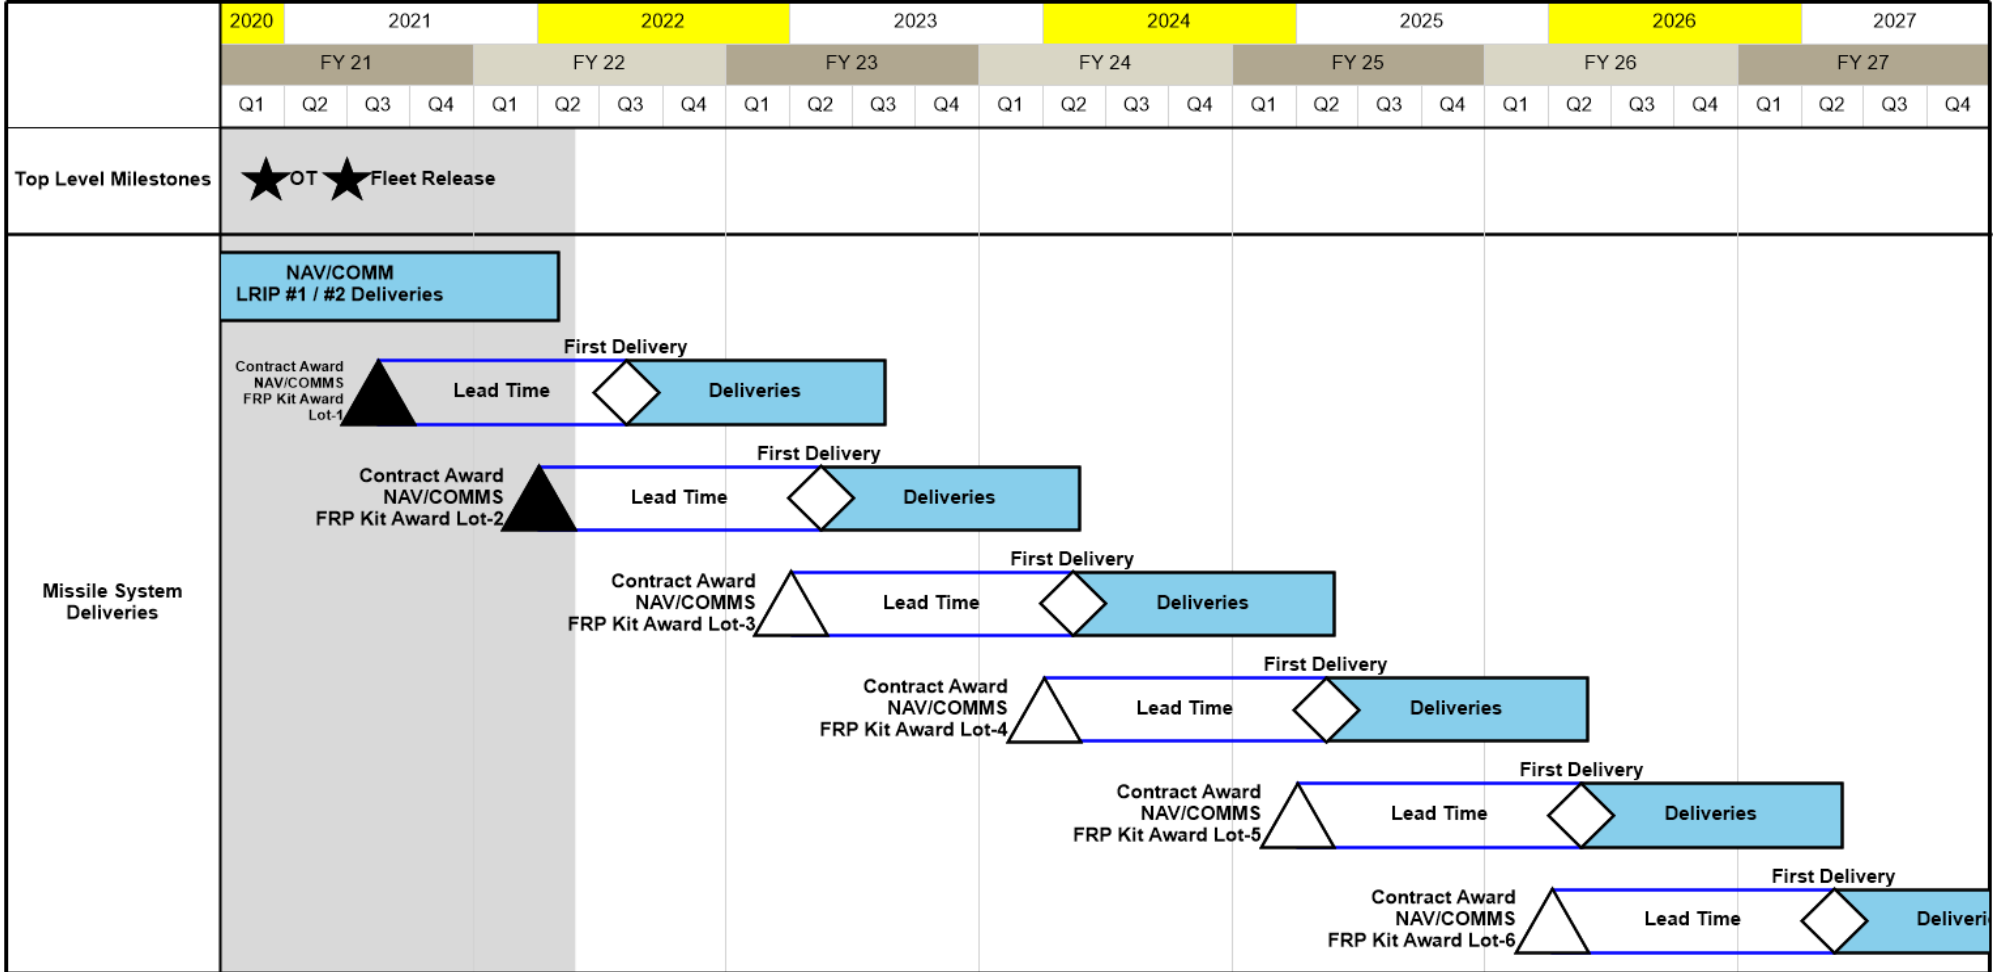 2020 2021 2022 2023 2024 2025 2026 2027
FY 21 FY 22 FY 23 FY 24 FY 25 FY 26 FY 27
Q1 Q2 Q3 Q4 Q1 Q2 Q3 Q4 Q1 Q2 Q3 Q4 Q1 Q2 Q3 Q4 Q1 Q2 Q3 Q4 Q1 Q2 Q3 Q4 Q1 Q2 Q3 Q4
Top Level Milestones
OT
Fleet Release
Missile System
Deliveries
NAV/COMM
LRIP #1 / #2 Deliveries
Contract Award
NAV/COMMS
FRP Kit Award
Lot-1
Lead Time
First Delivery
Deliveries
Contract Award
NAV/COMMS
FRP Kit Award Lot-2
Lead Time
First Delivery
Deliveries
Contract Award
NAV/COMMS
FRP Kit Award Lot-3
Lead Time
First Delivery
Deliveries
Contract Award
NAV/COMMS
FRP Kit Award Lot-4
Lead Time
First Delivery
Deliveries
Contract Award
NAV/COMMS
FRP Kit Award Lot-5
Lead Time
First Delivery
Deliveries
Contract Award
NAV/COMMS
FRP Kit Award Lot-6
Lead Time
First Delivery
Deliveri